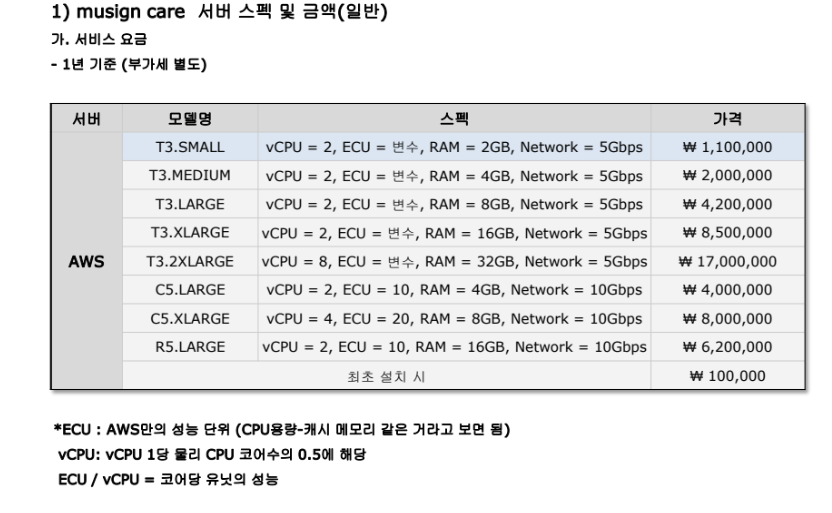 1) musign care 서버 스펙 및 금액(일반)
가. 서비스 요금
- 1년 기준 (부가세 별도)
서버 모델명 스펙 가격
T3.SMALL vCPU = 2, ECU = 변수, RAM = 2GB, Network = 5Gbps ₩ 1,100,000
T3.MEDIUM vCPU = 2, ECU = 변수, RAM = 4GB, Network = 5Gbps ₩ 2,000,000
T3.LARGE vCPU = 2, ECU = 변수, RAM = 8GB, Network = 5Gbps ₩ 4,200,000
T3.XLARGE vCPU = 2, ECU = 변수, RAM = 16GB, Network = 5Gbps ₩ 8,500,000
AWS T3.2XLARGE vCPU = 8, ECU = 변수, RAM = 32GB, Network = 5Gbps ₩ 17,000,000
C5.LARGE vCPU = 2, ECU = 10, RAM = 4GB, Network = 10Gbps ₩ 4,000,000
C5.XLARGE vCPU = 4, ECU = 20, RAM = 8GB, Network = 10Gbps ₩ 8,000,000
R5.LARGE vCPU = 2, ECU = 10, RAM = 16GB, Network = 10Gbps ₩ 6,200,000
최초 설치 시 ₩ 100,000
*ECU : AWS만의 성능 단위 (CPU용량-캐시 메모리 같은 거라고 보면 됨)
vCPU: vCPU 1당 물리 CPU 코어수의 0.5에 해당
ECU / vCPU = 코어당 유닛의 성능